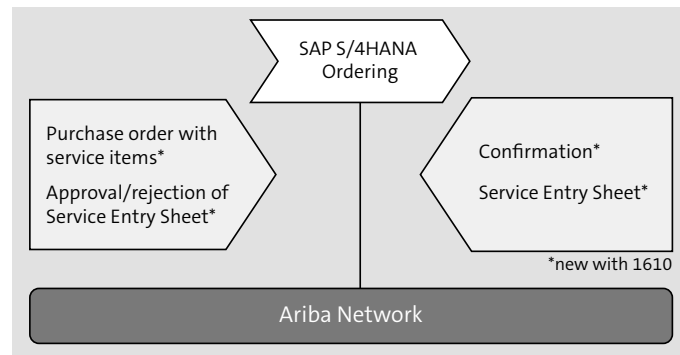 SAP S/4HANA
Ordering
Purchase order with
service items*
Approval/rejection of
Service Entry Sheet*
Confirmation*
Service Entry Sheet*
*new with 1610
Ariba Network